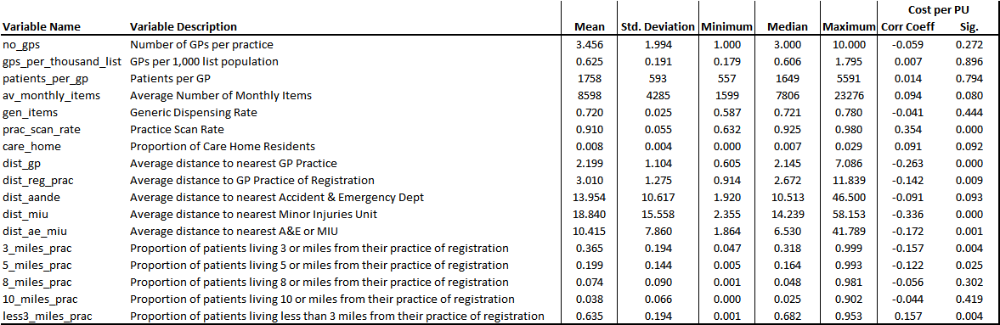 Cost per PU
Variable Name Variable Description Mean Std. Deviation Minimum Median Maximum Corr Coeff Sig.
no_gps Number of GPs per practice 3.456 1.994 1.000 3.000 10.000 -0.059 0.272
gps_per_thousand_list GPs per 1,000 list population 0.625 0.191 0.179 0.606 1.795 0.007 0.896
patients_per_gp Patients per GP 1758 593 557 1649 5591 0.014 0.794
av_monthly_items Average Number of Monthly Items 8598 4285 1599 7806 23276 0.094 0.080
gen_items Generic Dispensing Rate 0.720 0.025 0.587 0.721 0.780 -0.041 0.444
prac_scan_rate Practice Scan Rate 0.910 0.055 0.632 0.925 0.980 0.354 0.000
care_home Proportion of Care Home Residents 0.008 0.004 0.000 0.007 0.029 0.091 0.092
dist_gp Average distance to nearest GP Practice 2.199 1.104 0.605 2.145 7.086 -0.263 0.000
dist_reg_prac Average distance to GP Practice of Registration 3.010 1.275 0.914 2.672 11.839 -0.142 0.009
dist_aande Average distance to nearest Accident & Emergency Dept 13.954 10.617 1.920 10.513 46.500 -0.091 0.093
dist_miu Average distance to nearest Minor Injuries Unit 18.840 15.558 2.355 14.239 58.153 -0.336 0.000
dist_ae_miu Average distance to nearest A&E or MIU 10.415 7.860 1.864 6.530 41.789 -0.172 0.001
3_miles_prac Proportion of patients living 3 or miles from their practice of registration 0.365 0.194 0.047 0.318 0.999 -0.157 0.004
5_miles_prac Proportion of patients living 5 or miles from their practice of registration 0.199 0.144 0.005 0.164 0.993 -0.122 0.025
8_miles_prac Proportion of patients living 8 or miles from their practice of registration 0.074 0.090 0.001 0.048 0.981 -0.056 0.302
10_miles_prac Proportion of patients living 10 or miles from their practice of registration 0.038 0.066 0.000 0.025 0.902 -0.044 0.419
less3_miles_prac Proportion of patients living less than 3 miles from their practice of registration 0.635 0.194 0.001 0.682 0.953 0.157 0.004